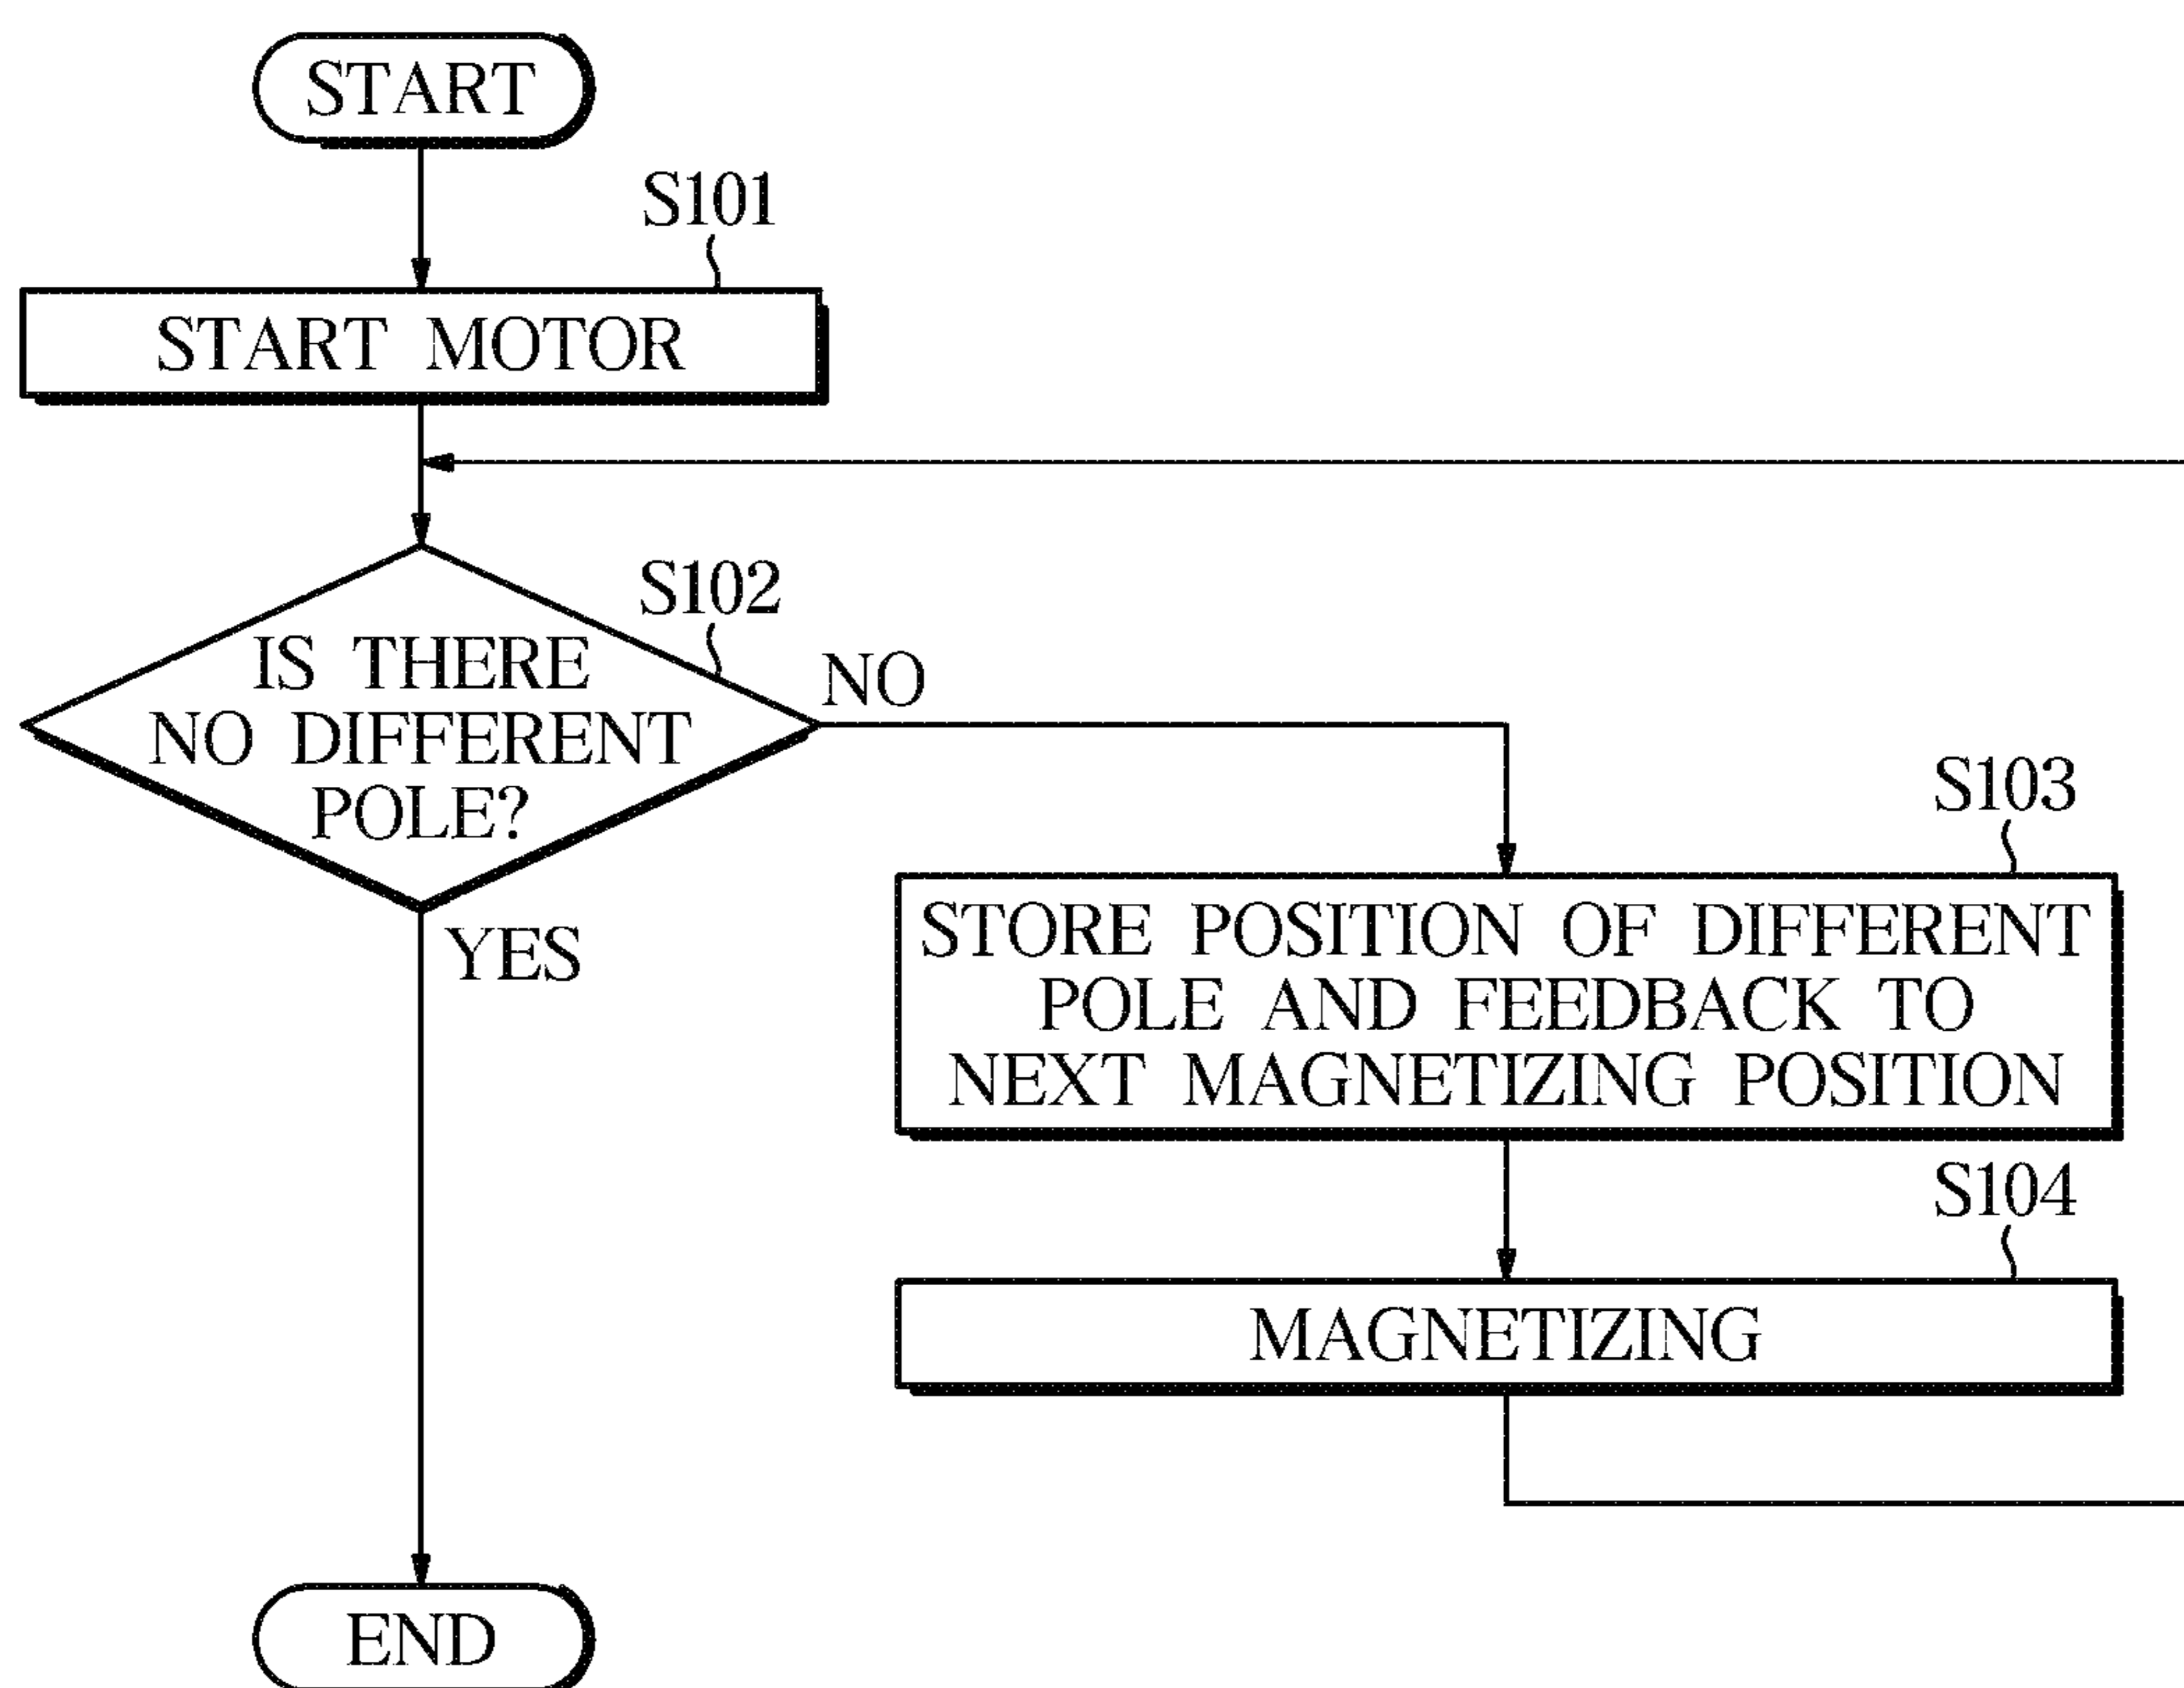 START
S101
START MOTOR
S102
IS THERE
NO DIFFERENT
POLE?
NO
YES
S103
STORE POSITION OF DIFFERENT
POLE AND FEEDBACK TO
NEXT MAGNETIZING POSITION
S104
MAGNETIZING
END